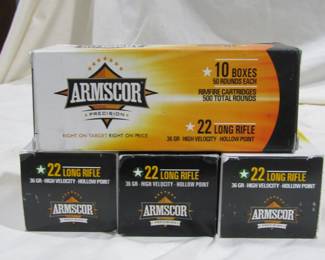 ★ 10 BOXES
50 ROUNDS EACH
RIMFIRE CARTRIDGES
500 TOTAL ROUNDS
ARMSCOR
PRECISION
RIGHT ON TARGET RIGHT ON PRICE
★ 22 LONG RIFLE
36 GR · HIGH VELOCITY · HOLLOW POINT
★ 22 LONG RIFLE
36 GR · HIGH VELOCITY · HOLLOW POINT
ARMSCOR
★ 22 LONG RIFLE
36 GR · HIGH VELOCITY · HOLLOW POINT
ARMSCOR
★ 22 LONG RIFLE
36 GR · HIGH VELOCITY · HOLLOW POINT
ARMSCOR